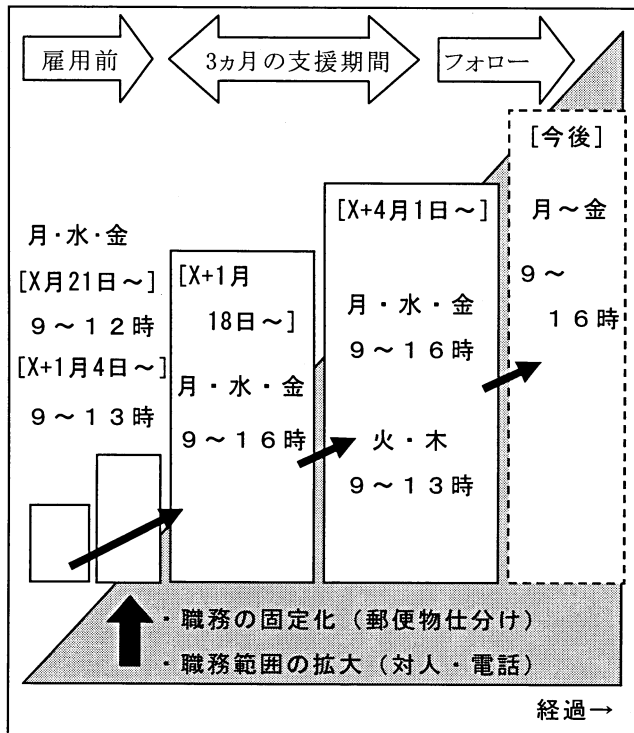 雇用前
3ヵ月の支援期間
フォロー
月・水・金
[X月21日～]
９～１２時
[X+1月4日～]
９～１３時
[X+1月
18日～]
月・水・金
９～１６時
[X+4月1日～]
月・水・金
９～１６時
火・木
９～１３時
[今後]
月～金
９～
１６時
・職務の固定化（郵便物仕分け）
・職務範囲の拡大（対人・電話）
経過→